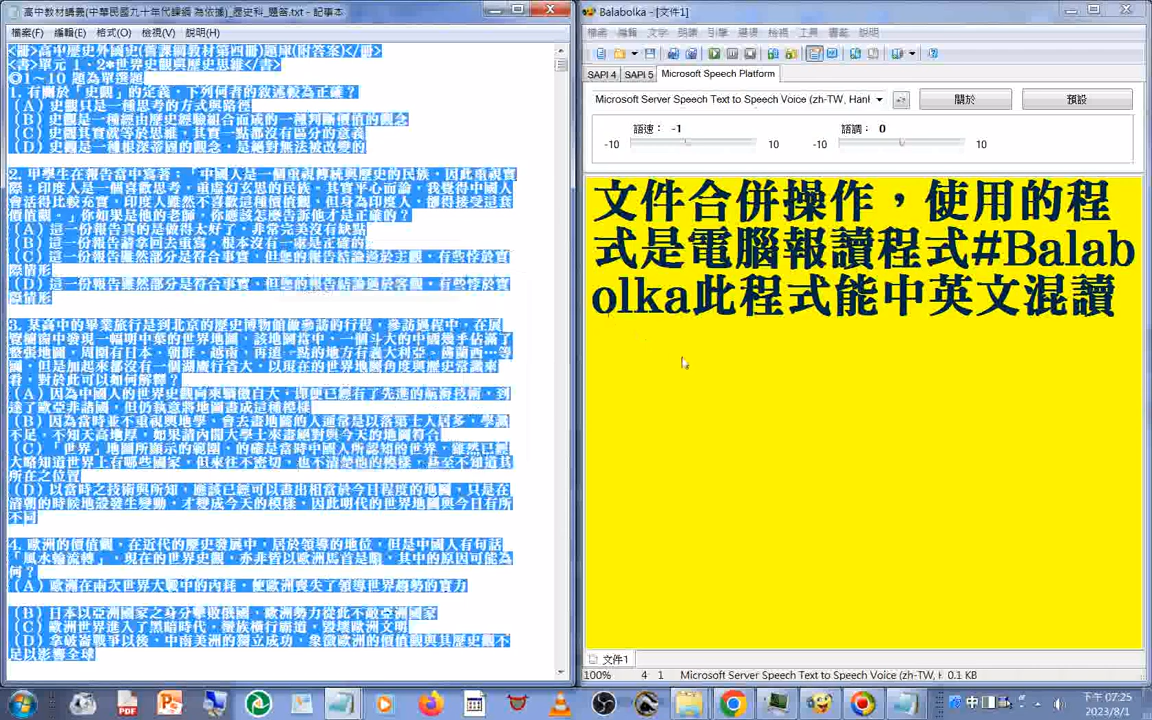 高中教材講義(中華民國九十年代課綱 為依據)_歷史科_題答.txt - 記事本
檔案(F) 編輯(E) 格式(O) 檢視(V) 說明(H)
<冊>高中歷史外國史(舊課綱教材第四冊)題庫(附答案)</冊>
<書>單元 1、2*世界史觀與歷史思維</書>
◎1~10 題為單選題
1. 有關於「史觀」的定義,下列何者的敘述較為正確?
(A) 史觀只是一種思考的方式與路徑
(B) 史觀是一種經由歷史經驗組合而成的一種判斷價值的觀念
(C) 史觀其實就等於思維,其實一點都沒有區分的意義
(D) 史觀是一種根深蒂固的觀念,是絕對無法被改變的
2. 甲學生在報告當中寫著:「中國人是一個重視傳統與歷史的民族,因此重視實
際;印度人是一個喜歡思考,重虛幻玄思的民族。其實平心而論,我覺得中國人
會活得比較充實,印度人雖然不喜歡這種價值觀,但身為印度人,卻得接受這套
價值觀。」你如果是他的老師,你應該怎麼告訴他才是正確的?
(A) 這一份報告真的是做得太好了,非常完美沒有缺點
(B) 這一份報告請拿回去重寫,根本沒有一處是正確的
(C) 這一份報告雖然部分是符合事實,但您的報告結論過於主觀,有些悖於實
際情形
(D) 這一份報告雖然部分是符合事實,但您的報告結論過於客觀,有些悖於實
際情形
3. 某高中的畢業旅行是到北京的歷史博物館做參訪的行程,參訪過程中,在展
覽櫥窗中發現一幅明中葉的世界地圖,該地圖當中,一個斗大的中國幾乎佔滿了
整張地圖,周圍有日本、朝鮮、越南,再遠一點的地方有義大利亞、佛蘭西…等
國,但是加起來都沒有一個湖廣行省大,以現在的世界地圖角度與歷史常識來
看,對於此可以如何解釋?
(A) 因為中國人的世界史觀向來驕傲自大,即便已經有了先進的航海技術,到
達了歐亞非諸國,但仍執意將地圖畫成這種模樣
(B) 因為當時並不重視輿地學,會去畫地圖的人通常是以落第士人居多,學識
不足,不知天高地厚,如果請內閣大學士來畫絕對與今天的地圖符合
(C) 「世界」地圖所顯示的範圍,的確是當時中國人所認知的世界,雖然已經
大略知道世界上有哪些國家,但來往不密切,也不清楚他的模樣,甚至不知道其
所在之位置
(D) 以當時之技術與所知,應該已經可以畫出相當於今日程度的地圖,只是在
清朝的時候地殼發生變動,才變成今天的模樣,因此明代的世界地圖與今日有所
不同
4. 歐洲的價值觀,在近代的歷史發展中,居於領導的地位,但是中國人有句話
「風水輪流轉」,現在的世界史觀,亦非皆以歐洲馬首是瞻,其中的原因可能為
何?
(A) 歐洲在兩次世界大戰中的內耗,使歐洲喪失了領導世界趨勢的實力
(B) 日本以亞洲國家之身分擊敗俄國,歐洲勢力從此不敵亞洲國家
(C) 歐洲世界進入了黑暗時代,蠻族橫行霸道,毀壞歐洲文明
(D) 拿破崙戰爭以後,中南美洲的獨立成功,象徵歐洲的價值觀與其歷史觀不
足以影響全球
Balabolka - [文件1]
檔案 編輯 文字 朗讀 選項 檢視 工具 書籤 說明
SAPI 4 SAPI 5 Microsoft Speech Platform
Microsoft Server Speech Text to Speech Voice (zh-TW, Hanl 關於 預設
語速: -1 語調: 0
-10 10 -10 10
文件合併操作,使用的程
式是電腦報讀程式#Balab
olka此程式能中英文混讀
文件1
100% 4 : 1 Microsoft Server Speech Text to Speech Voice (zh-TW, H 0.1 KB
下午 07:25
2023/8/1